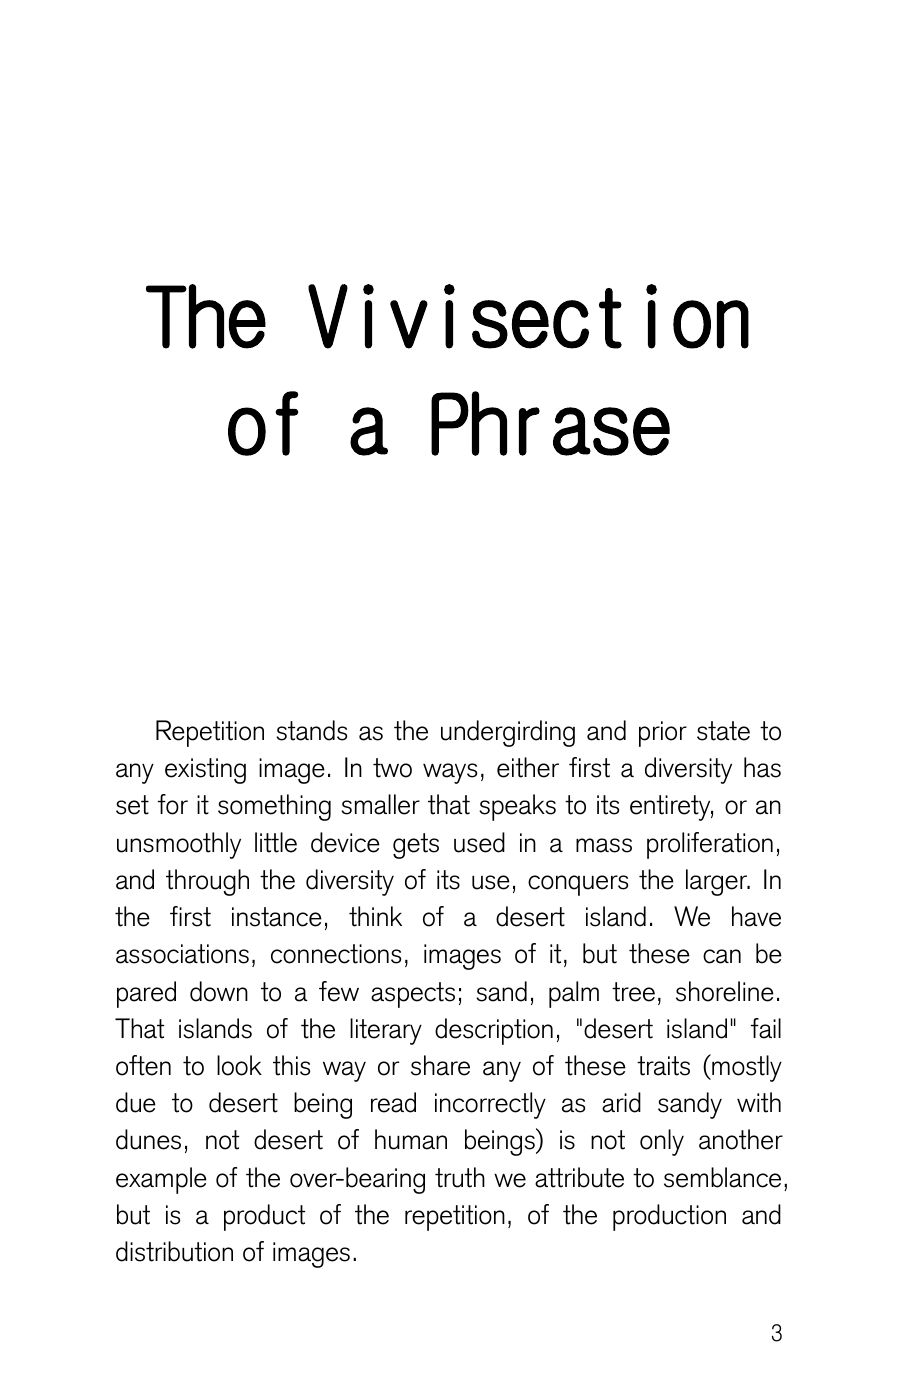 The Vivisection
of a Phrase
Repetition stands as the undergirding and prior state to
any existing image. In two ways, either first a diversity has
set for it something smaller that speaks to its entirety, or an
unsmoothly little device gets used in a mass proliferation,
and through the diversity of its use, conquers the larger. In
the first instance, think of a desert island. We have
associations, connections, images of it, but these can be
pared down to a few aspects; sand, palm tree, shoreline.
That islands of the literary description, "desert island" fail
often to look this way or share any of these traits (mostly
due to desert being read incorrectly as arid sandy with
dunes, not desert of human beings) is not only another
example of the over-bearing truth we attribute to semblance,
but is a product of the repetition, of the production and
distribution of images.
3